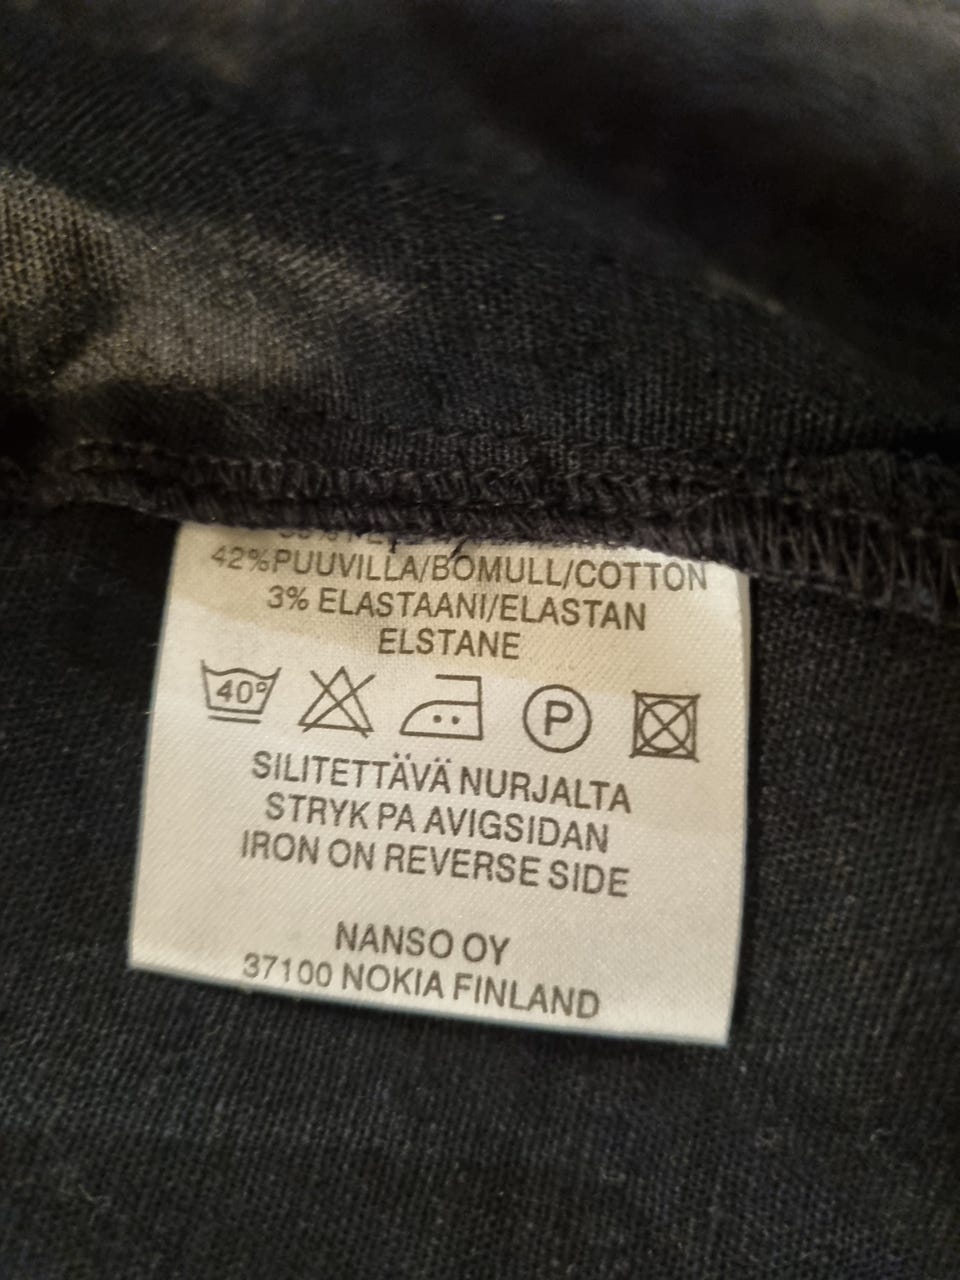 42%PUUVILLA/BOMULL/COTTON
3% ELASTAANI/ELASTAN
ELSTANE
40° P
SILITETTÄVÄ NURJALTA
STRYK PA AVIGSIDAN
IRON ON REVERSE SIDE
NANSO OY
37100 NOKIA FINLAND